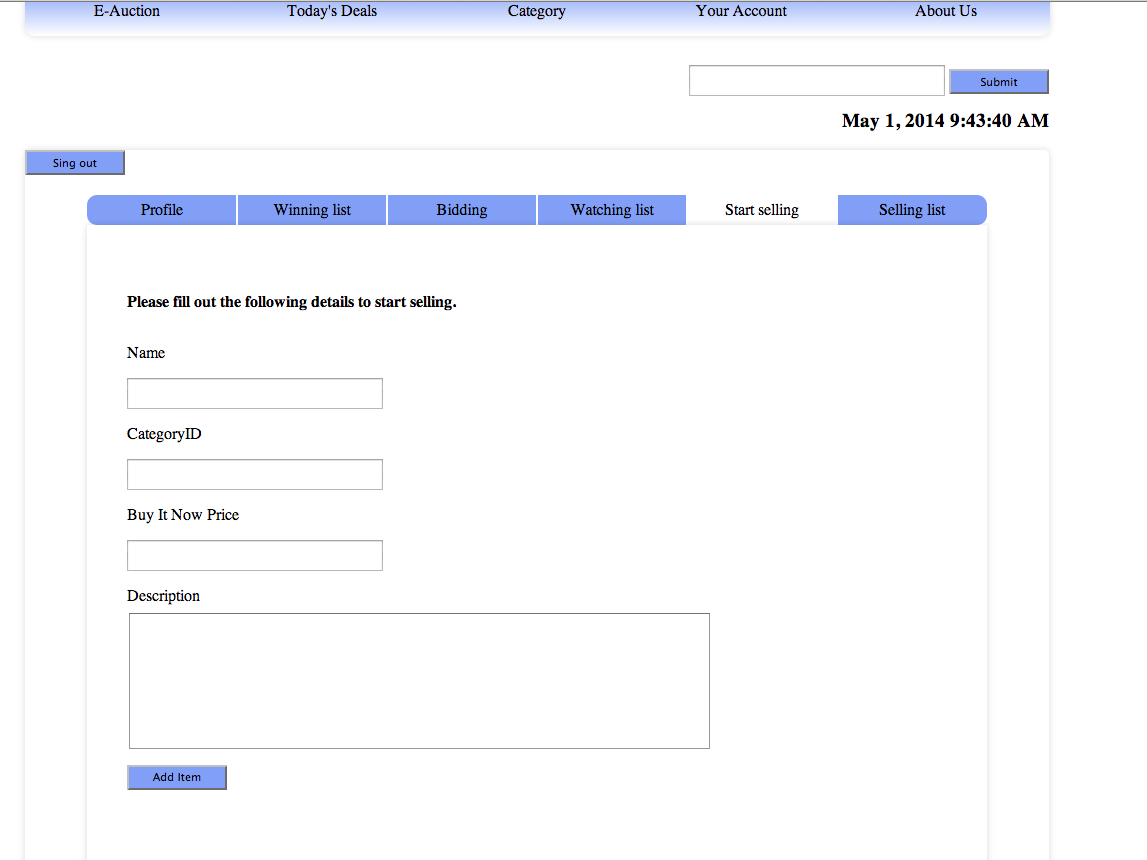 E-Auction Today's Deals Category Your Account About Us
Submit
May 1, 2014 9:43:40 AM
Sing out
Profile Winning list Bidding Watching list Start selling Selling list
Please fill out the following details to start selling.
Name
CategoryID
Buy It Now Price
Description
Add Item